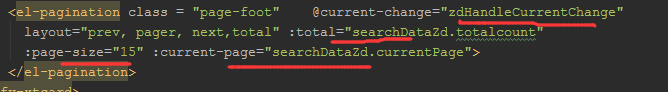 <el-pagination class = "page-foot" @current-change="zdHandleCurrentChange"
layout="prev, pager, next,total" :total="searchDataZd.totalcount"
:page-size="15" :current-page="searchDataZd.currentPage">
</el-pagination>